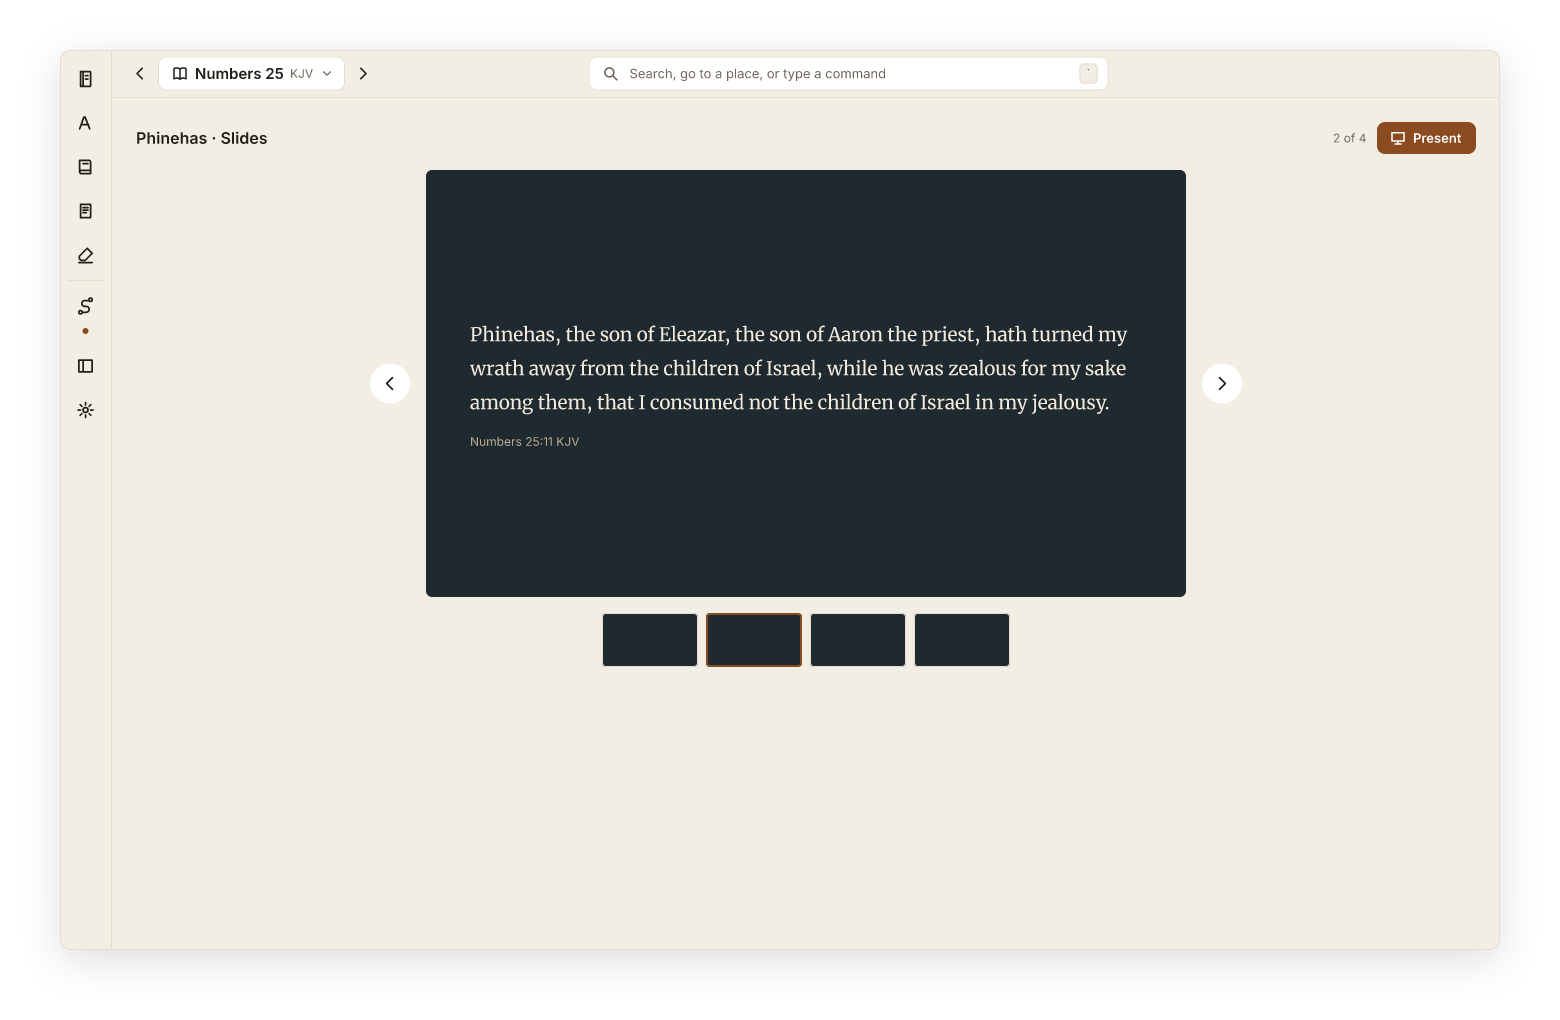 Numbers 25 KJV
Search, go to a place, or type a command
Phinehas · Slides
2 of 4
Present
Phinehas, the son of Eleazar, the son of Aaron the priest, hath turned my
wrath away from the children of Israel, while he was zealous for my sake
among them, that I consumed not the children of Israel in my jealousy.
Numbers 25:11 KJV